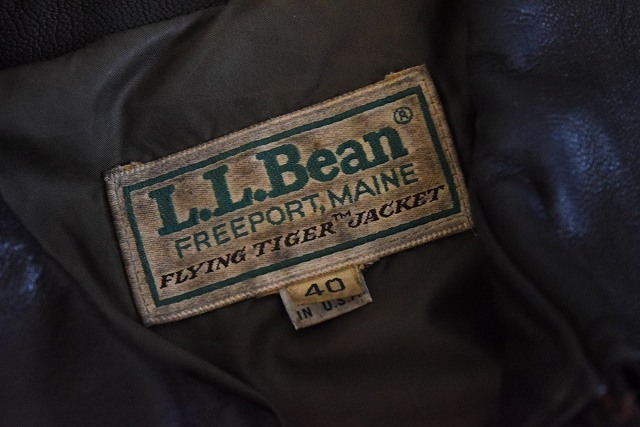 L.L.Bean®
FREEPORT, MAINE
FLYING TIGER™ JACKET
40
IN U.S.A.